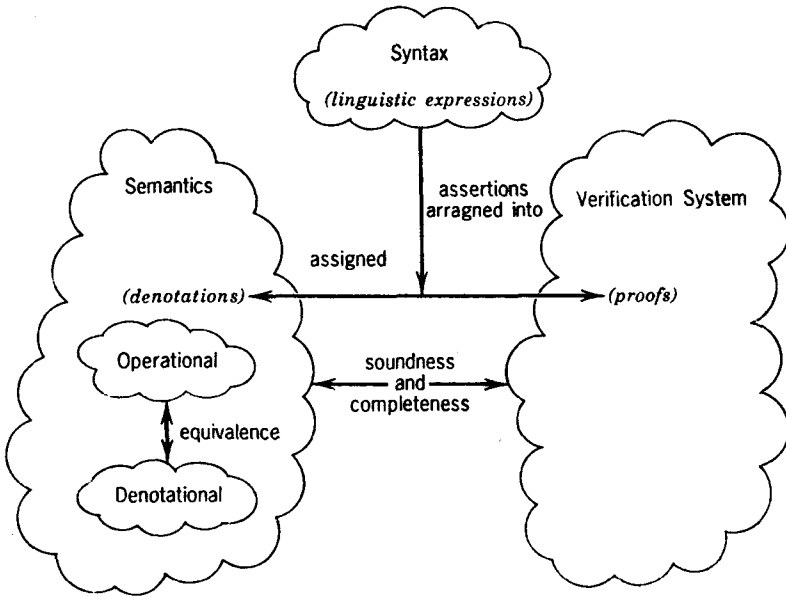 Syntax
(linguistic expressions)
Semantics
assertions
arragned into
Verification System
assigned
(denotations)
(proofs)
Operational
soundness
and
completeness
equivalence
Denotational